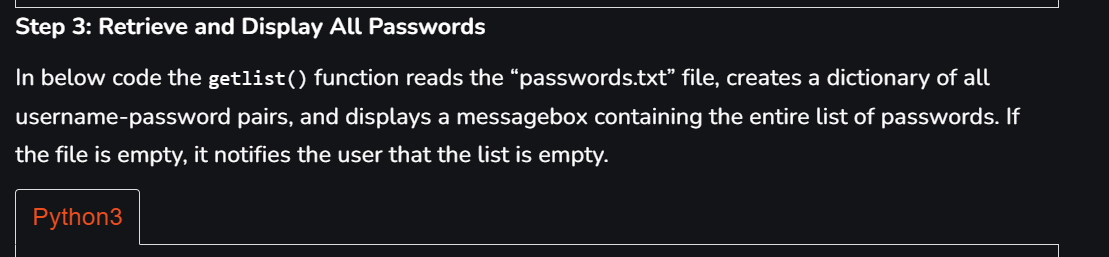 Step 3: Retrieve and Display All Passwords
In below code the getlist() function reads the “passwords.txt” file, creates a dictionary of all
username-password pairs, and displays a messagebox containing the entire list of passwords. If
the file is empty, it notifies the user that the list is empty.
Python3